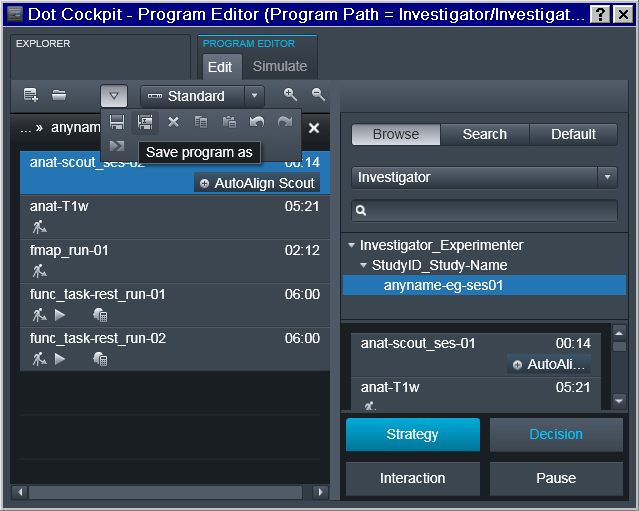 Dot Cockpit - Program Editor (Program Path = Investigator/Investigat...
EXPLORER
PROGRAM EDITOR
Edit
Simulate
Standard
... » anynam
Save program as
anat-scout_ses-02 00:14
AutoAlign Scout
anat-T1w 05:21
fmap_run-01 02:12
func_task-rest_run-01 06:00
func_task-rest_run-02 06:00
Browse
Search
Default
Investigator
Investigator_Experimenter
StudyID_Study-Name
anyname-eg-ses01
anat-scout_ses-01 00:14
AutoAli...
anat-T1w 05:21
Strategy
Decision
Interaction
Pause